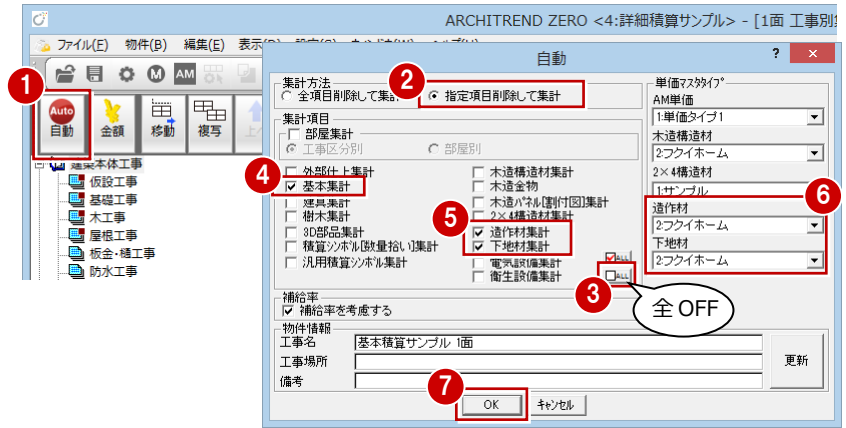 ARCHITREND ZERO <4:詳細積算サンプル> - [1面 工事別
ファイル(F) 物件(B) 編集(E) 表示
1
Auto
自動
金額
移動
複写
AM
M
建築本体工事
仮設工事
基礎工事
木工事
屋根工事
板金・樋工事
防水工事
自動
?
×
集計方法
全項目削除して集計
2
指定項目削除して集計
集計項目
部屋集計
工事区分別
部屋別
外部仕上集計
4
基本集計
建具集計
樹木集計
3D部品集計
積算シンボル[数量拾い]集計
汎用積算シンボル集計
木造構造材集計
木造金物
木造パネル[割付図]集計
2×4構造材集計
5
造作材集計
下地材集計
電気設備集計
衛生設備集計
ALL
ALL
3
全OFF
単価マスタタイプ
AM単価
1:単価タイプ1
木造構造材
2:フクイホーム
2×4構造材
1:サンプル
6
造作材
2:フクイホーム
下地材
2:フクイホーム
補給率
補給率を考慮する
物件情報
工事名
基本積算サンプル 1面
工事場所
備考
更新
7
OK
キャンセル